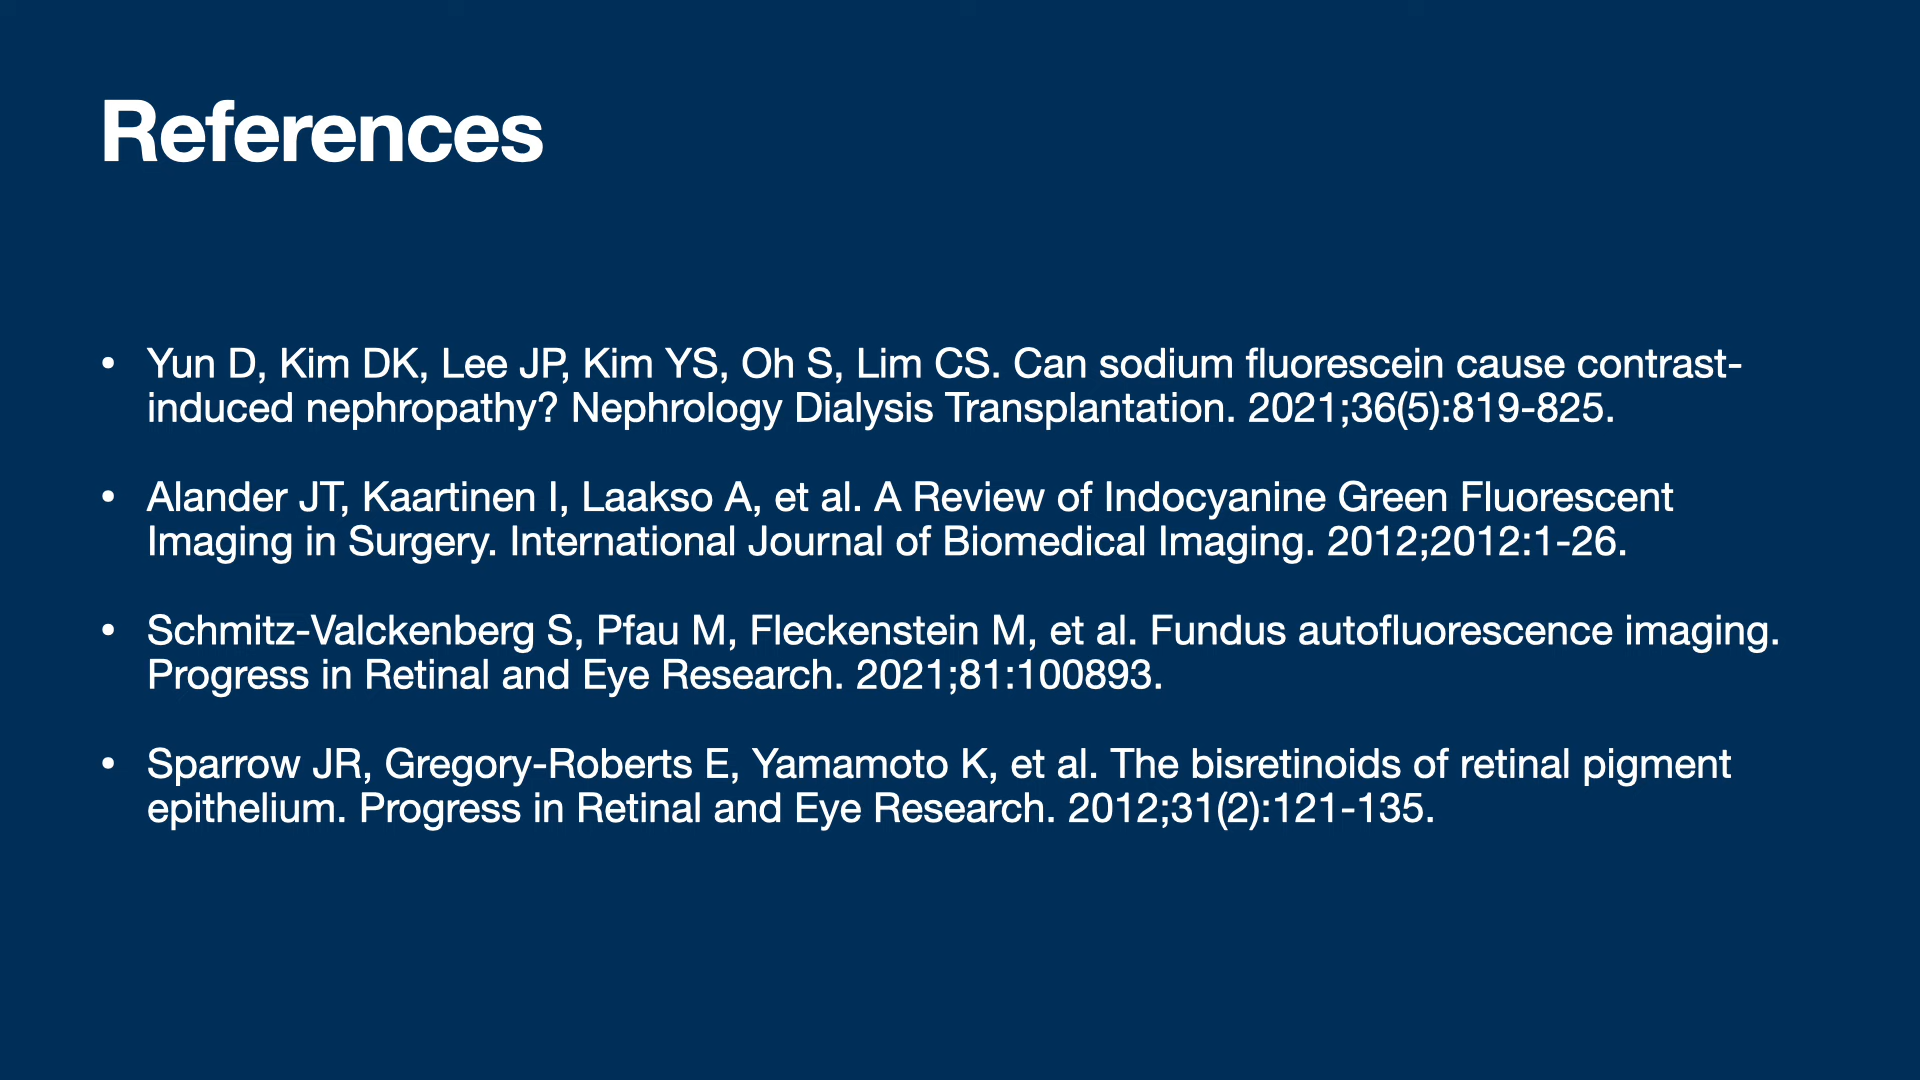 References
• Yun D, Kim DK, Lee JP, Kim YS, Oh S, Lim CS. Can sodium fluorescein cause contrast-
induced nephropathy? Nephrology Dialysis Transplantation. 2021;36(5):819-825.
• Alander JT, Kaartinen I, Laakso A, et al. A Review of Indocyanine Green Fluorescent
Imaging in Surgery. International Journal of Biomedical Imaging. 2012;2012:1-26.
• Schmitz-Valckenberg S, Pfau M, Fleckenstein M, et al. Fundus autofluorescence imaging.
Progress in Retinal and Eye Research. 2021;81:100893.
• Sparrow JR, Gregory-Roberts E, Yamamoto K, et al. The bisretinoids of retinal pigment
epithelium. Progress in Retinal and Eye Research. 2012;31(2):121-135.